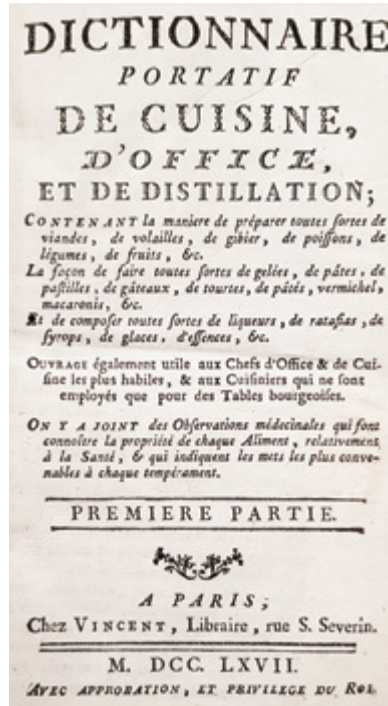 DICTIONNAIRE
PORTATIF
DE CUISINE,
D'OFFICE,
ET DE DISTILLATION;
CONTENANT la maniere de préparer toutes sortes de
viandes, de volailles, de gibier, de poissons, de
légumes, de fruits, &c.
La façon de faire toutes sortes de gelées, de pâtes, de
pastilles, de gâteaux, de tourtes, de pâtés, vermichel,
macaronis, &c.
Et de composer toutes sortes de liqueurs, de ratafias, de
syrops, de glaces, d'essences, &c.
OUVRAGE également utile aux Chefs d'Office & de Cui-
sine les plus habiles, & aux Cuisiniers qui ne sont
employés que pour des Tables bourgeoises.
ON Y A JOINT des Observations médecinales qui font
connoître la propriété de chaque Aliment, relativement
à la Santé, & qui indiquent les mets les plus conve-
nables à chaque tempérament.
PREMIERE PARTIE.
A PARIS;
Chez VINCENT, Libraire, rue S. Severin.
M. DCC. LXVII.
AVEC APPROBATION, ET PRIVILEGE DU ROI.